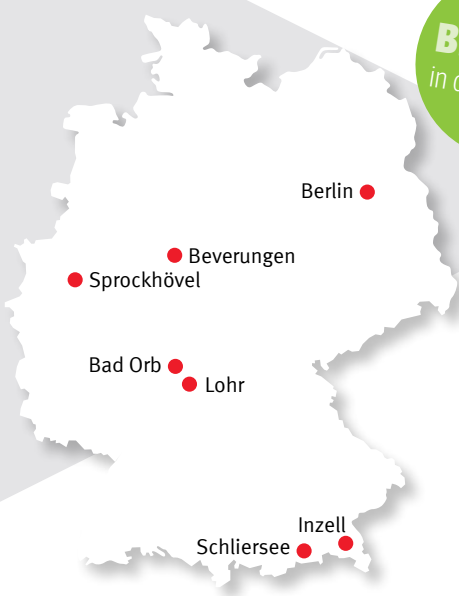 Berlin
Beverungen
Sprockhövel
Bad Orb
Lohr
Inzell
Schliersee